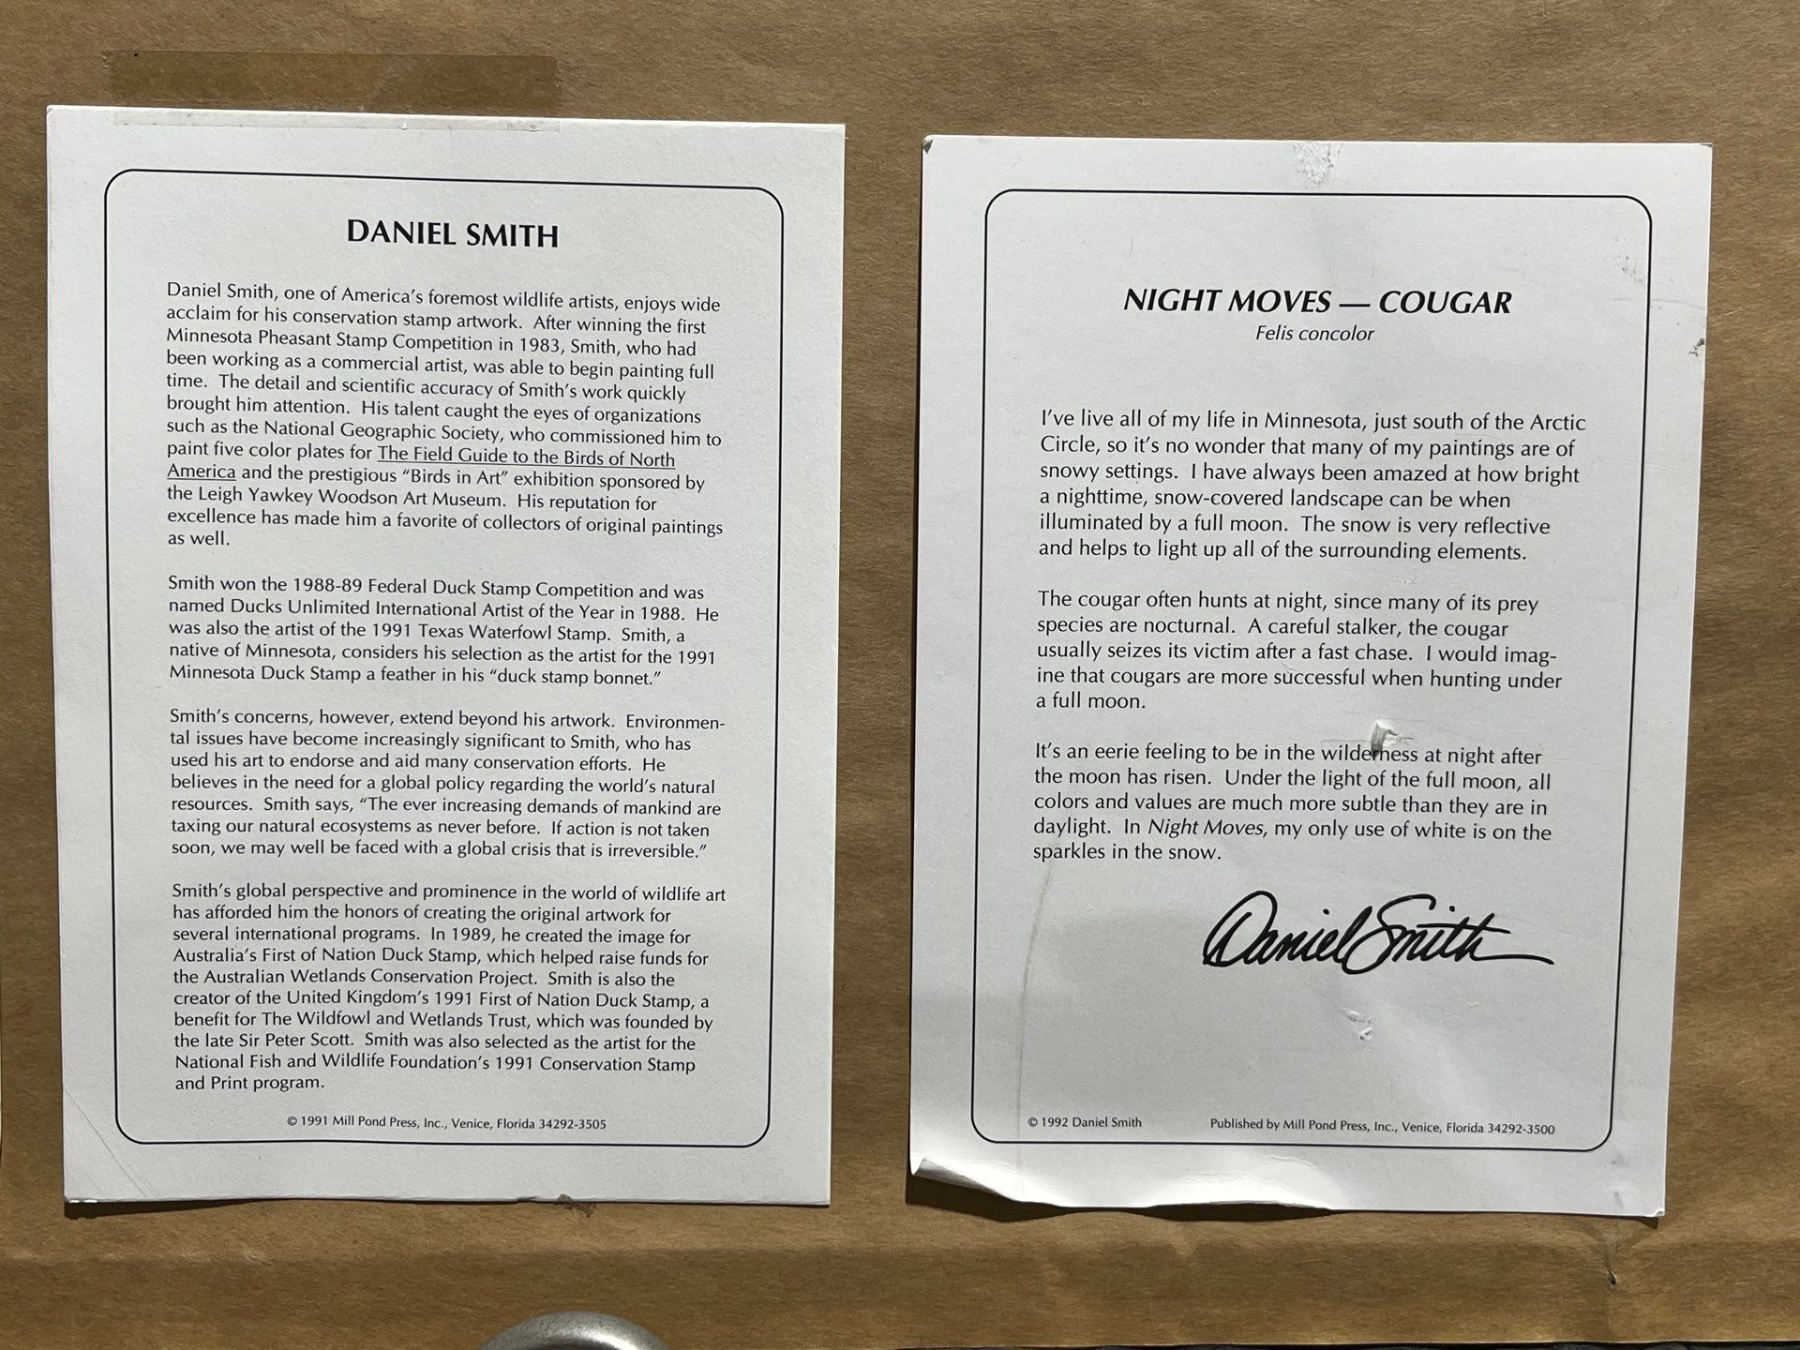 DANIEL SMITH
Daniel Smith, one of America's foremost wildlife artists, enjoys wide
acclaim for his conservation stamp artwork. After winning the first
Minnesota Pheasant Stamp Competition in 1983, Smith, who had
been working as a commercial artist, was able to begin painting full
time. The detail and scientific accuracy of Smith's work quickly
brought him attention. His talent caught the eyes of organizations
such as the National Geographic Society, who commissioned him to
paint five color plates for The Field Guide to the Birds of North
America and the prestigious "Birds in Art" exhibition sponsored by
the Leigh Yawkey Woodson Art Museum. His reputation for
excellence has made him a favorite of collectors of original paintings
as well.
Smith won the 1988-89 Federal Duck Stamp Competition and was
named Ducks Unlimited International Artist of the Year in 1988. He
was also the artist of the 1991 Texas Waterfowl Stamp. Smith, a
native of Minnesota, considers his selection as the artist for the 1991
Minnesota Duck Stamp a feather in his "duck stamp bonnet."
Smith's concerns, however, extend beyond his artwork. Environmen-
tal issues have become increasingly significant to Smith, who has
used his art to endorse and aid many conservation efforts. He
believes in the need for a global policy regarding the world's natural
resources. Smith says, "The ever increasing demands of mankind are
taxing our natural ecosystems as never before. If action is not taken
soon, we may well be faced with a global crisis that is irreversible."
Smith's global perspective and prominence in the world of wildlife art
has afforded him the honors of creating the original artwork for
several international programs. In 1989, he created the image for
Australia's First of Nation Duck Stamp, which helped raise funds for
the Australian Wetlands Conservation Project. Smith is also the
creator of the United Kingdom's 1991 First of Nation Duck Stamp, a
benefit for The Wildfowl and Wetlands Trust, which was founded by
the late Sir Peter Scott. Smith was also selected as the artist for the
National Fish and Wildlife Foundation's 1991 Conservation Stamp
and Print program.
© 1991 Mill Pond Press, Inc., Venice, Florida 34292-3505
NIGHT MOVES — COUGAR
Felis concolor
I've live all of my life in Minnesota, just south of the Arctic
Circle, so it's no wonder that many of my paintings are of
snowy settings. I have always been amazed at how bright
a nighttime, snow-covered landscape can be when
illuminated by a full moon. The snow is very reflective
and helps to light up all of the surrounding elements.
The cougar often hunts at night, since many of its prey
species are nocturnal. A careful stalker, the cougar
usually seizes its victim after a fast chase. I would imag-
ine that cougars are more successful when hunting under
a full moon.
It's an eerie feeling to be in the wilderness at night after
the moon has risen. Under the light of the full moon, all
colors and values are much more subtle than they are in
daylight. In Night Moves, my only use of white is on the
sparkles in the snow.
Daniel Smith
© 1992 Daniel Smith Published by Mill Pond Press, Inc., Venice, Florida 34292-3500